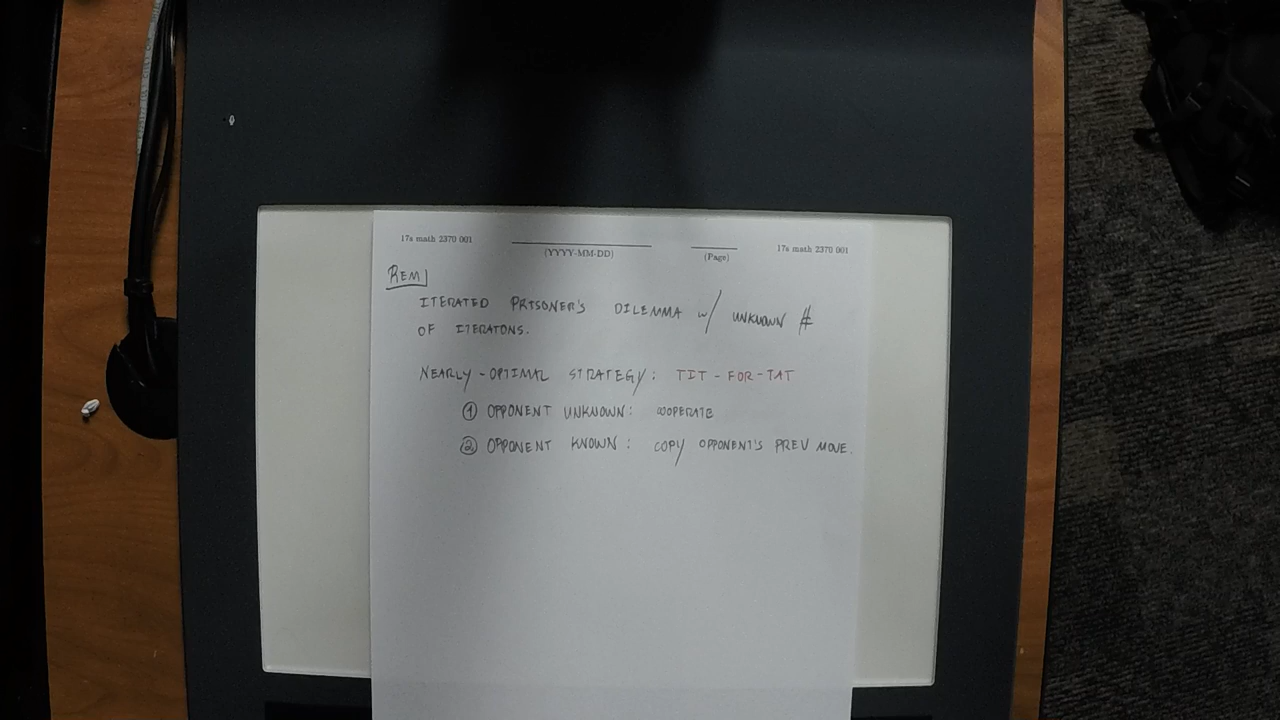 17s math 2370 001 (YYYY-MM-DD) (Page) 17s math 2370 001
REM
ITERATED PRISONER'S DILEMMA w/ UNKNOWN #
OF ITERATONS.
NEARLY-OPTIMAL STRATEGY: TIT-FOR-TAT
① OPPONENT UNKNOWN: COOPERATE
② OPPONENT KNOWN: COPY OPPONENT'S PREV MOVE.